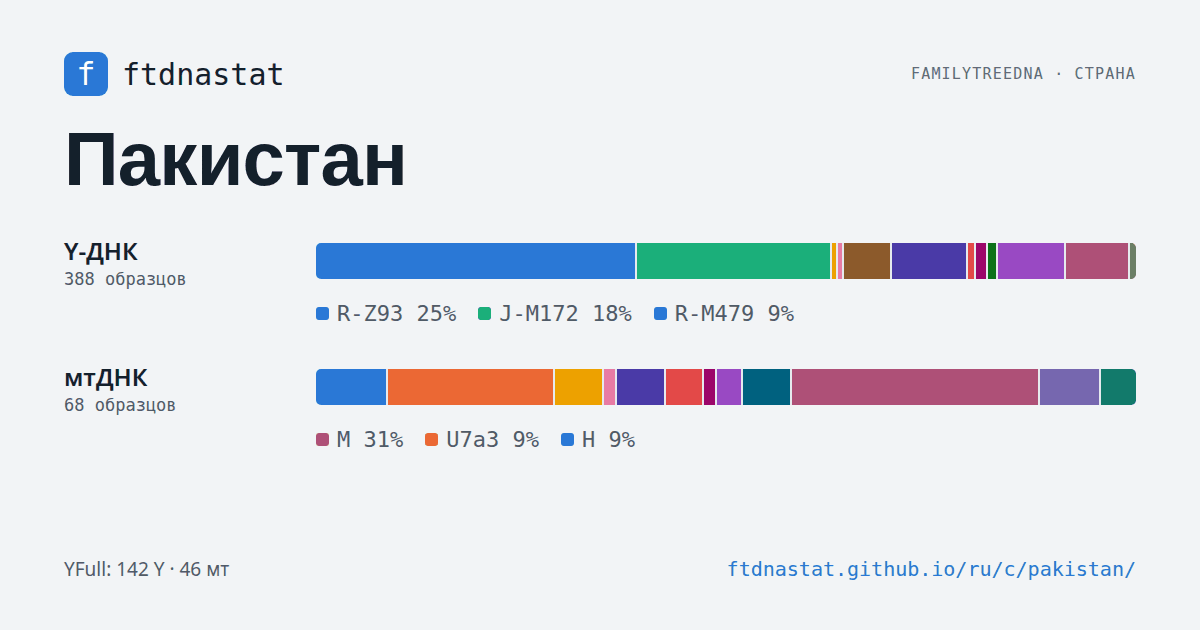 f ftdnastat
FAMILYTREEDNA · СТРАНА
Пакистан
Y-ДНК
388 образцов
R-Z93 25% J-M172 18% R-M479 9%
мтДНК
68 образцов
M 31% U7a3 9% H 9%
YFull: 142 Y · 46 мт
ftdnastat.github.io/ru/c/pakistan/